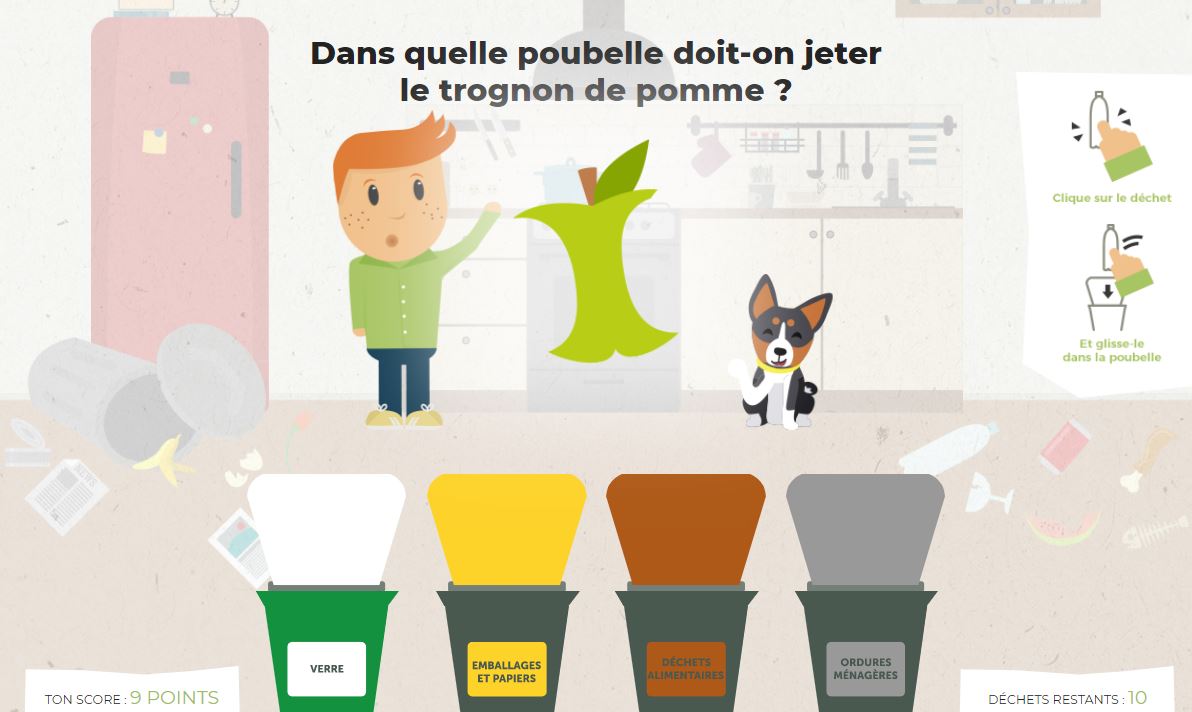 Dans quelle poubelle doit-on jeter
le trognon de pomme ?
Clique sur le déchet
Et glisse-le
dans la poubelle
NEWS
VERRE
EMBALLAGES
ET PAPIERS
DÉCHETS
ALIMENTAIRES
ORDURES
MÉNAGÈRES
TON SCORE : 9 POINTS
DÉCHETS RESTANTS : 10